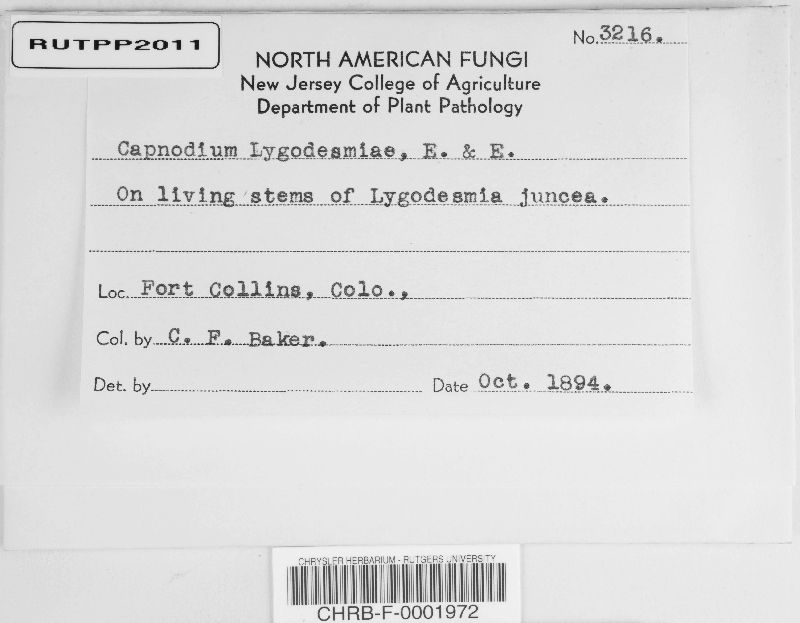 RUTPP2011
No. 3216.
NORTH AMERICAN FUNGI
New Jersey College of Agriculture
Department of Plant Pathology
Capnodium Lygodesmiae, E. & E.
On living stems of Lygodesmia juncea.
Loc. Fort Collins, Colo.,
Col. by C. F. Baker.
Det. by
Date Oct. 1894.
CHRYSLER HERBARIUM - RUTGERS UNIVERSITY
CHRB-F-0001972